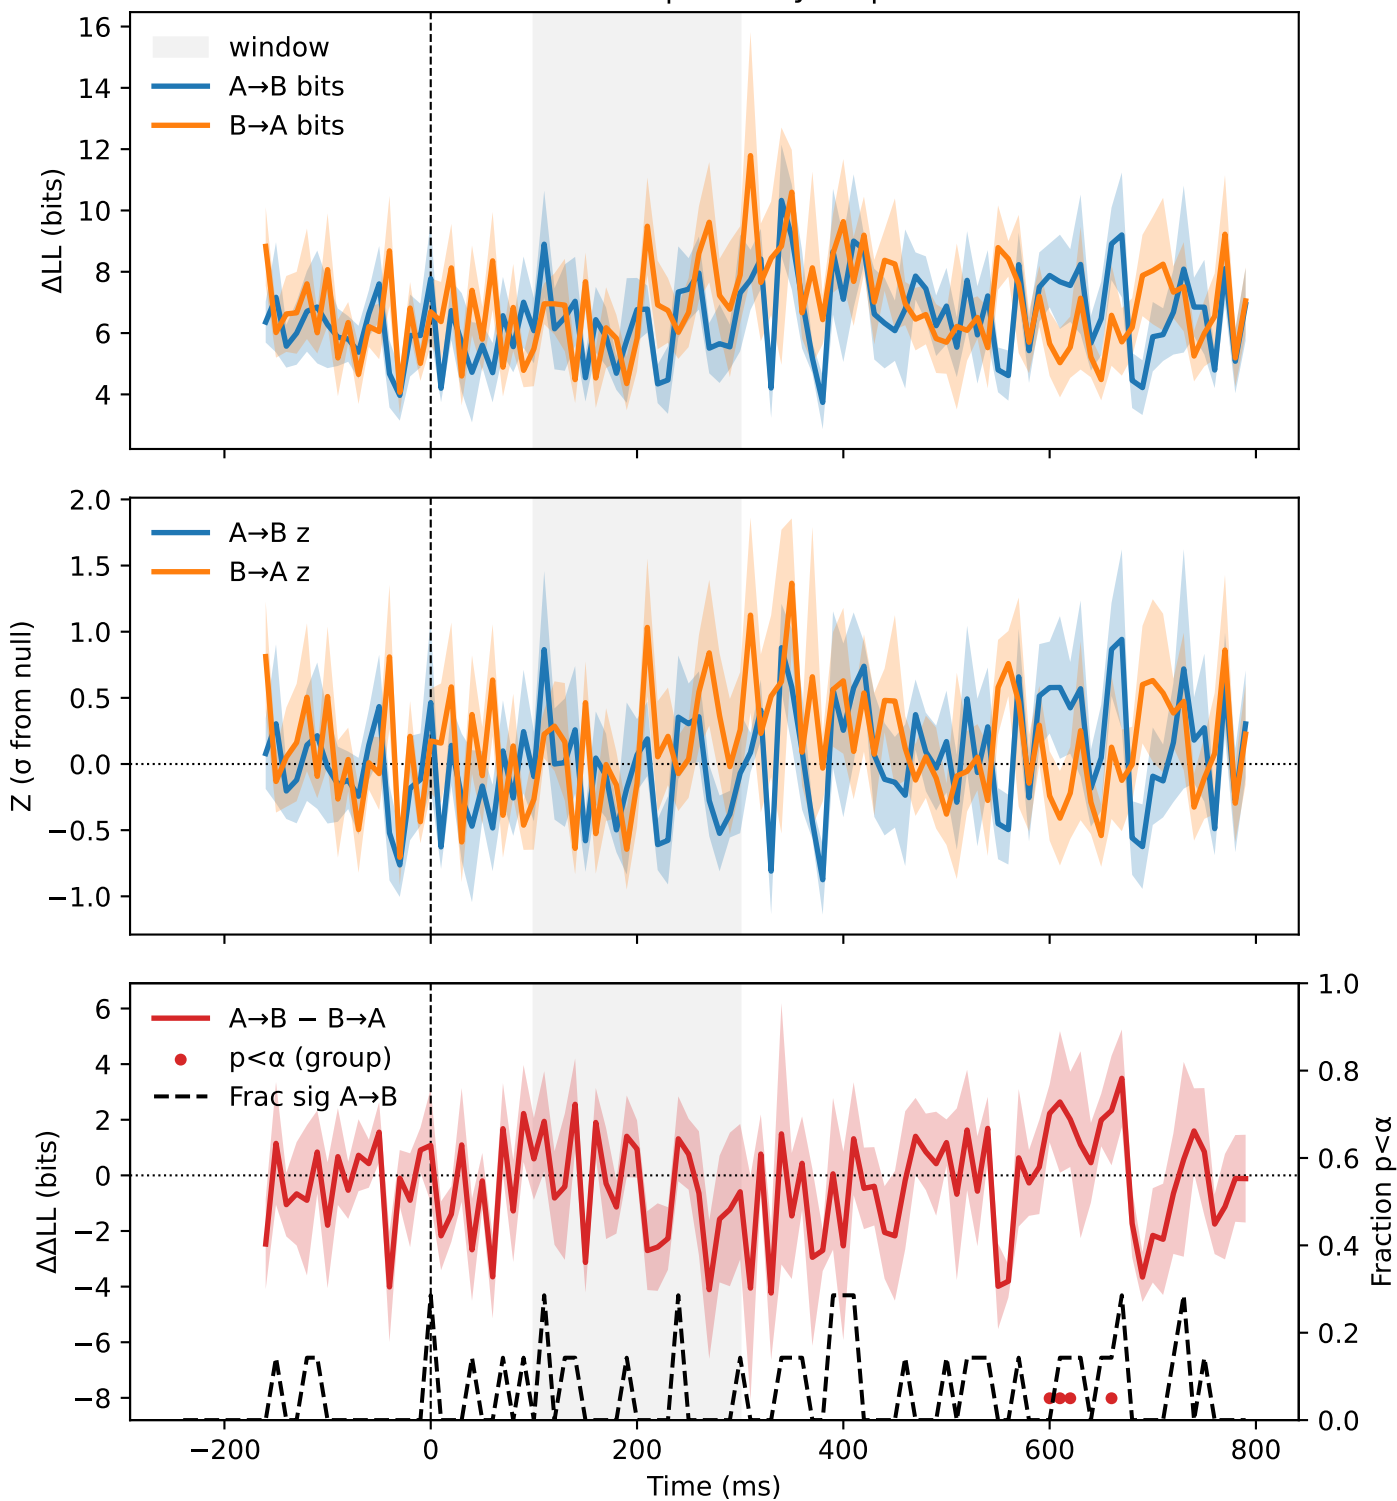 16
14
12
10
8
6
4
ΔLL (bits)
window
A→B bits
B→A bits
2.0
1.5
1.0
0.5
0.0
−0.5
−1.0
Z (σ from null)
A→B z
B→A z
6
4
2
0
−2
−4
−6
−8
ΔΔLL (bits)
A→B − B→A
p<α (group)
Frac sig A→B
1.0
0.8
0.6
0.4
0.2
0.0
Fraction p<α
−200
0
200
400
600
800
Time (ms)